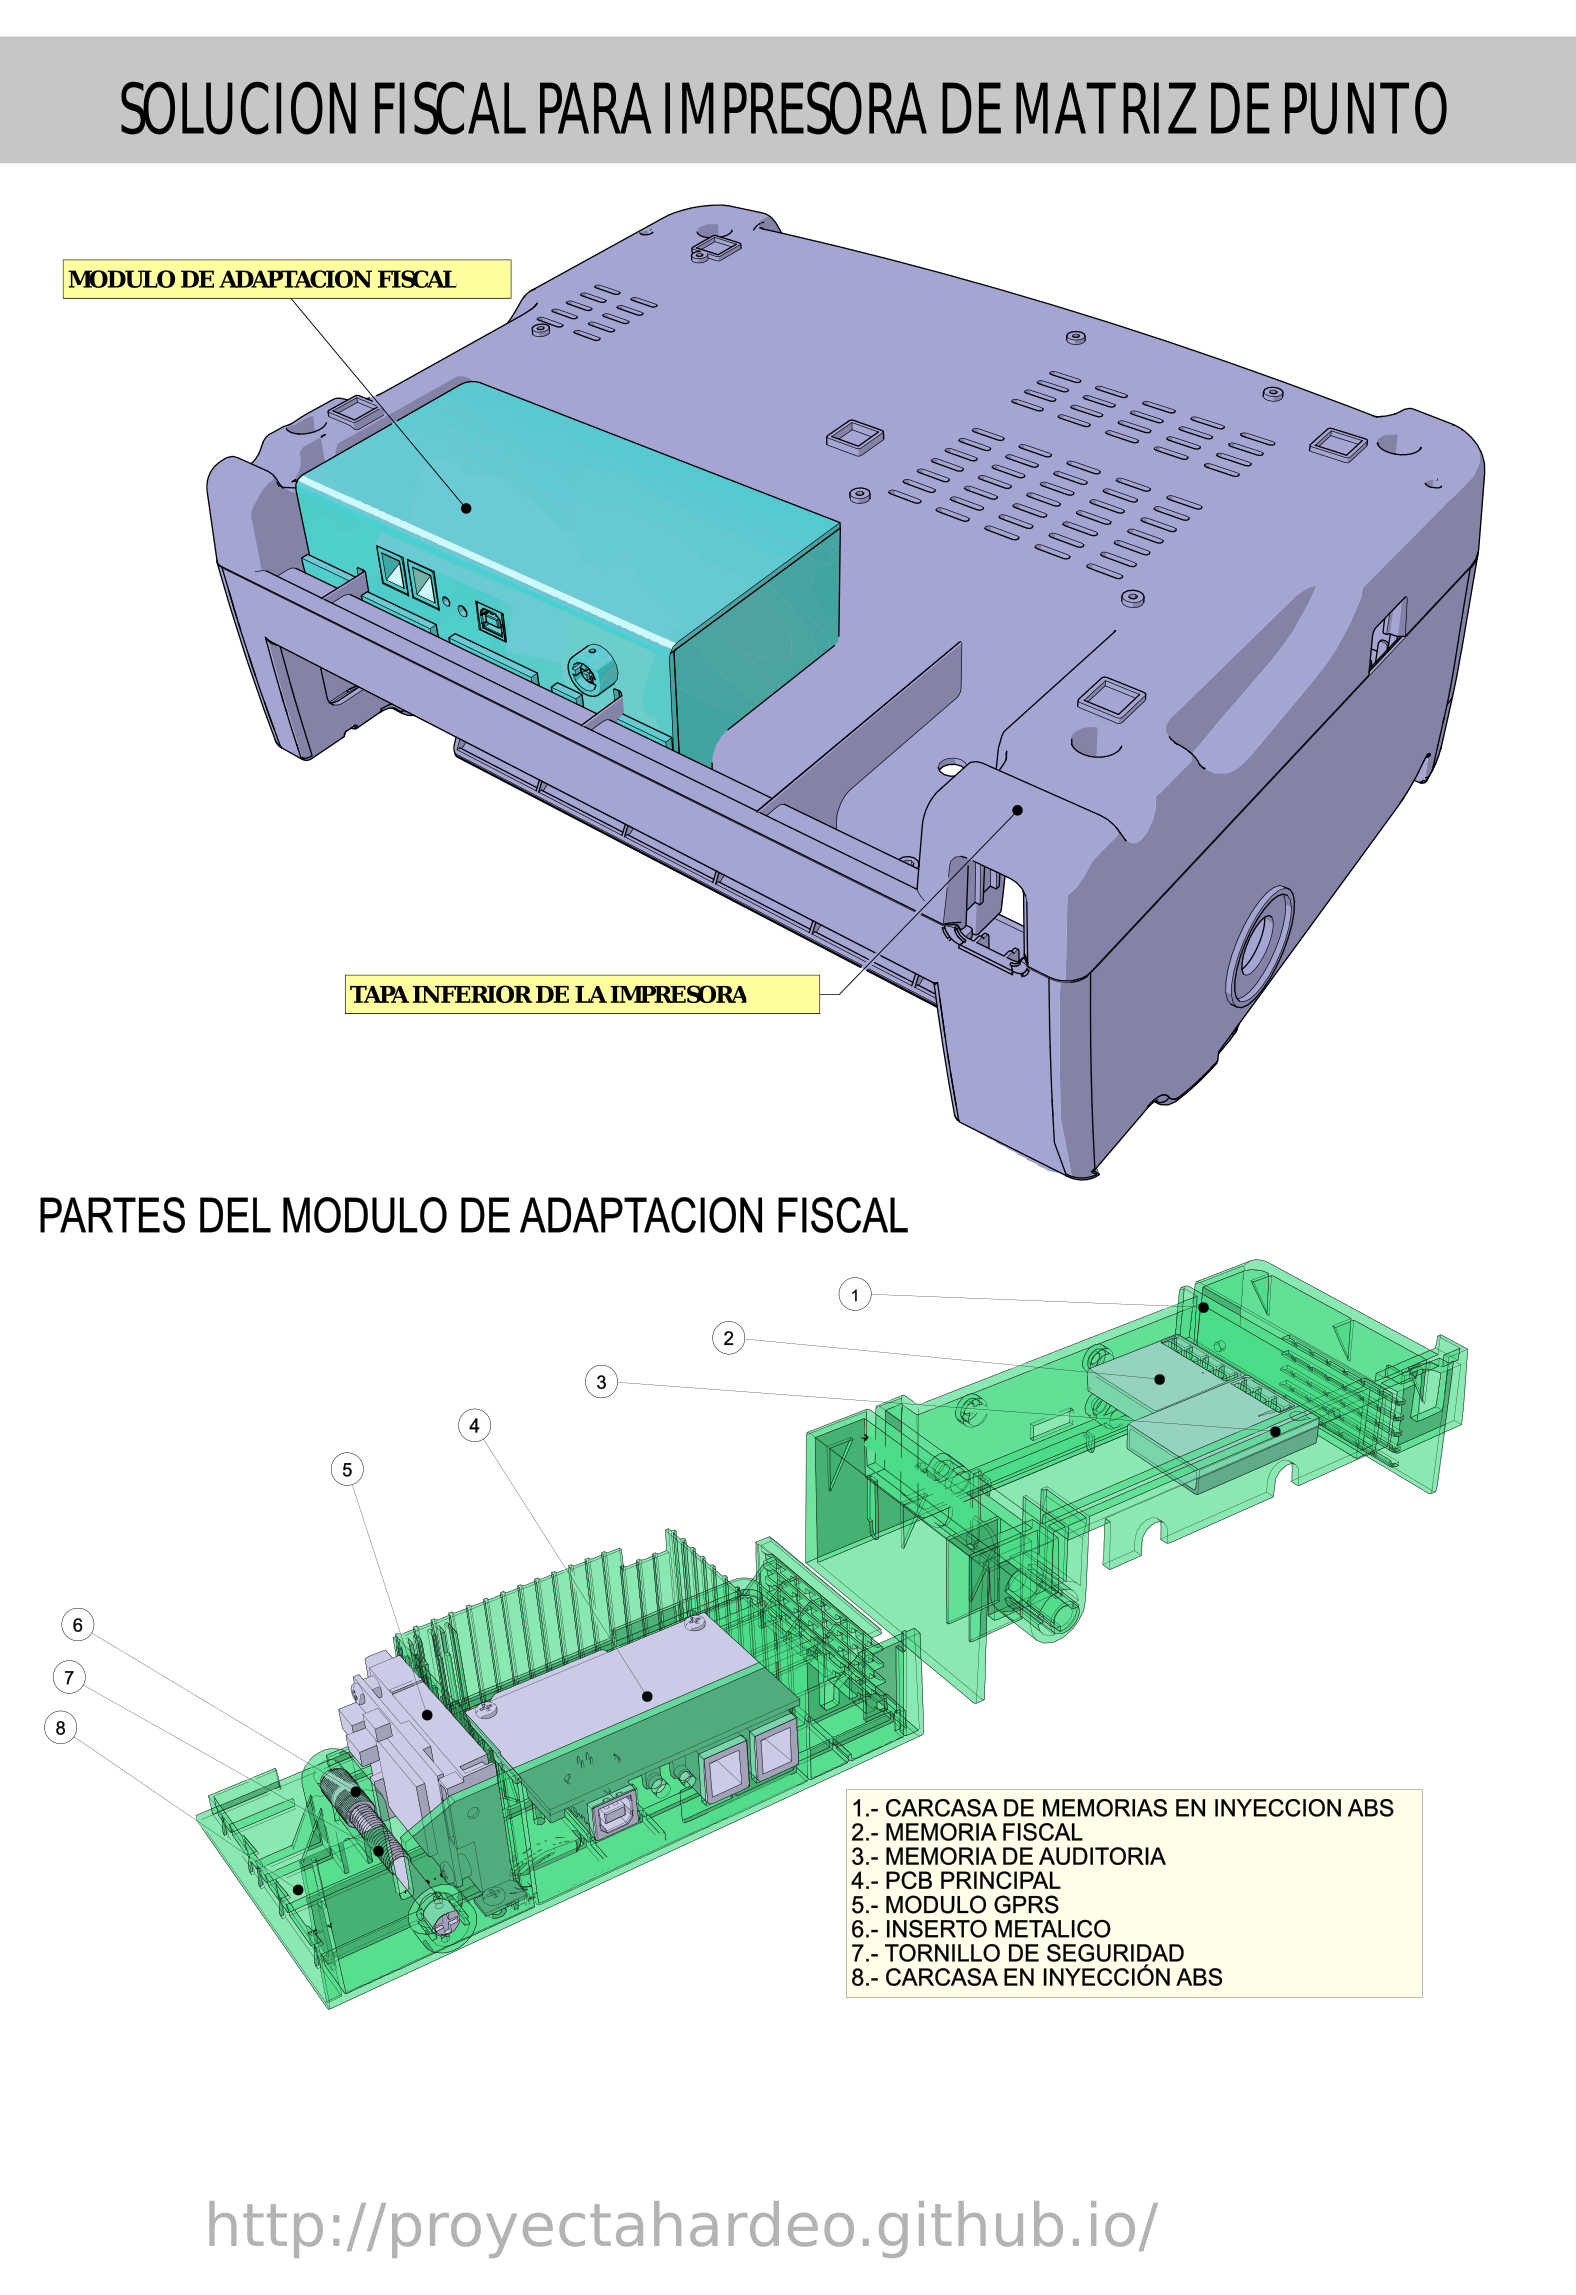 SOLUCION FISCAL PARA IMPRESORA DE MATRIZ DE PUNTO
MODULO DE ADAPTACION FISCAL
TAPA INFERIOR DE LA IMPRESORA
PARTES DEL MODULO DE ADAPTACION FISCAL
1
2
3
4
5
6
7
8
1.- CARCASA DE MEMORIAS EN INYECCION ABS
2.- MEMORIA FISCAL
3.- MEMORIA DE AUDITORIA
4.- PCB PRINCIPAL
5.- MODULO GPRS
6.- INSERTO METALICO
7.- TORNILLO DE SEGURIDAD
8.- CARCASA EN INYECCIÓN ABS
http://proyectahardeo.github.io/